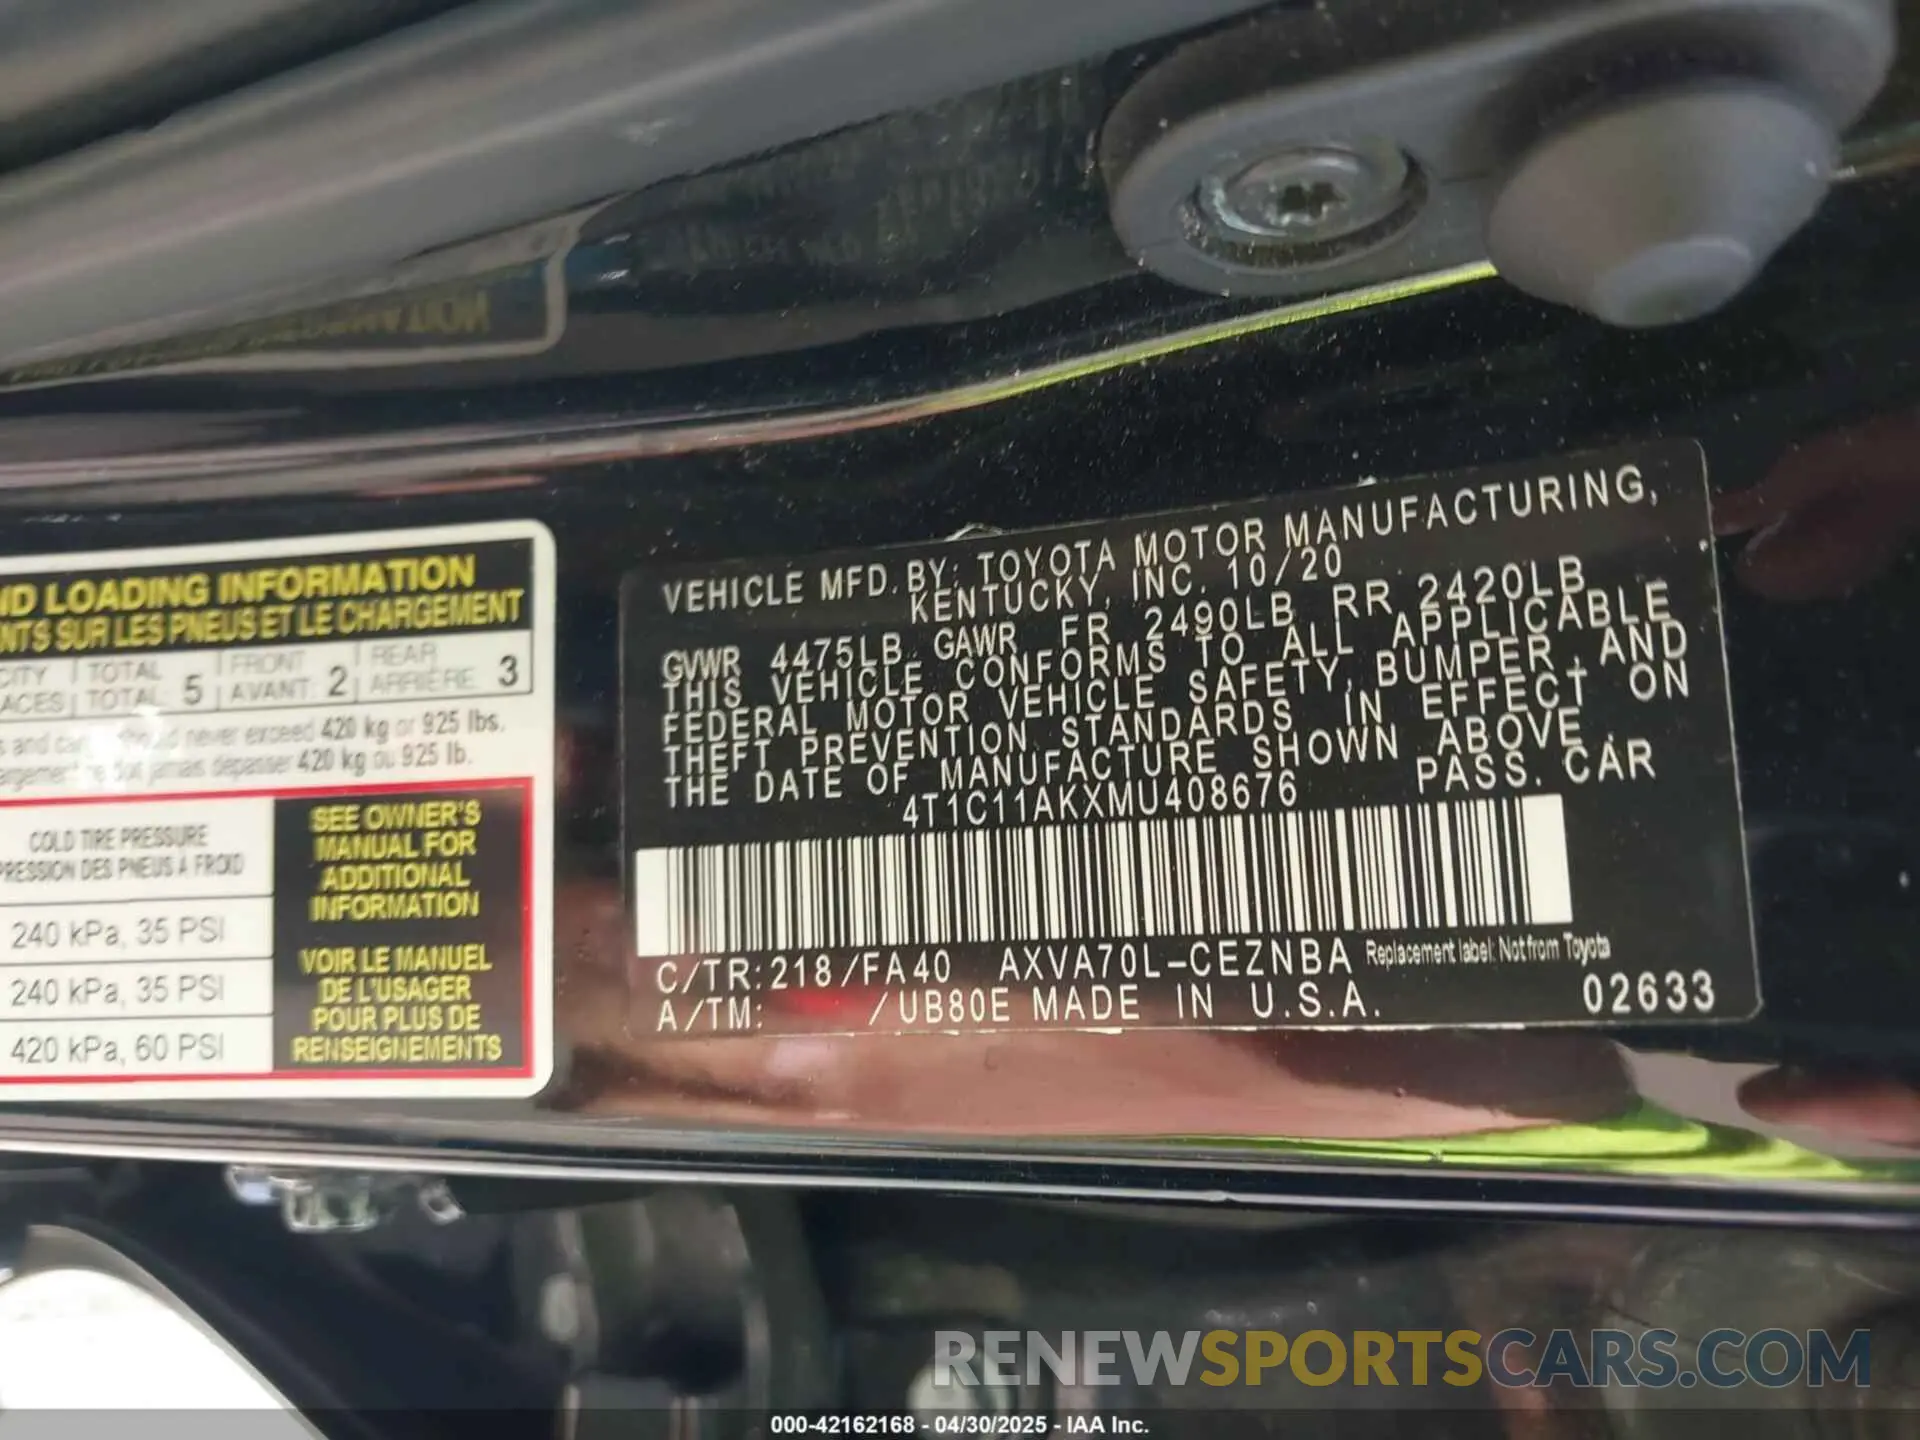 ND LOADING INFORMATION
NTS SUR LES PNEUS ET LE CHARGEMENT
CITY TOTAL FRONT REAR
ACES TOTAL 5 AVANT 2 ARRIÈRE 3
s and never exceed 420 kg or 925 lbs.
jamais depasser 420 kg ou 925 lb.
COLD TIRE PRESSURE
PRESSION DES PNEUS A FROID
240 kPa, 35 PSI
240 kPa, 35 PSI
420 kPa, 60 PSI
SEE OWNER'S
MANUAL FOR
ADDITIONAL
INFORMATION
VOIR LE MANUEL
DE L'USAGER
POUR PLUS DE
RENSEIGNEMENTS
VEHICLE MFD. BY: TOYOTA MOTOR MANUFACTURING,
KENTUCKY, INC. 10/20
GVWR 4475LB GAWR FR 2490LB RR 2420LB
THIS VEHICLE CONFORMS TO ALL APPLICABLE
FEDERAL MOTOR VEHICLE SAFETY, BUMPER, AND
THEFT PREVENTION STANDARDS IN EFFECT ON
THE DATE OF MANUFACTURE SHOWN ABOVE.
4T1C11AKXMU408676 PASS. CAR
C/TR:218/FA40 AXVA70L-CEZNBA Replacement label: Not from Toyota
A/TM: /UB80E MADE IN U.S.A. 02633
RENEWSPORTSCARS.COM
000-42162168 - 04/30/2025 - IAA Inc.